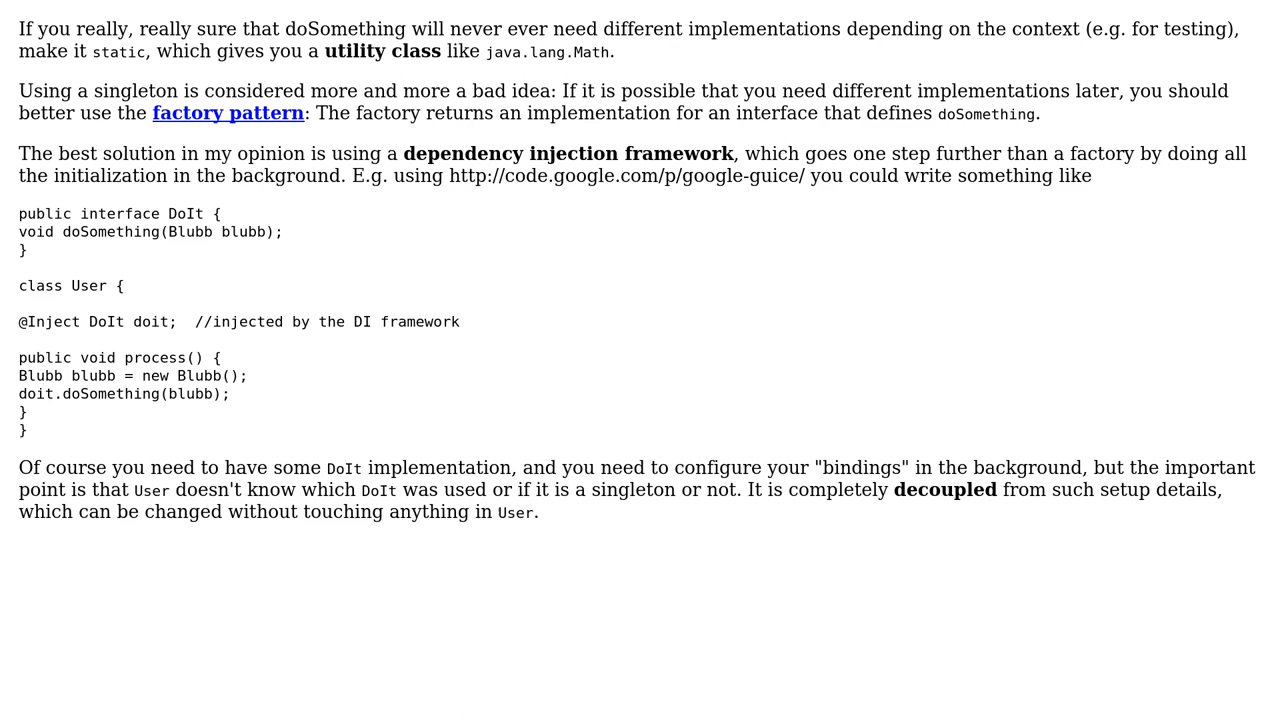 If you really, really sure that doSomething will never ever need different implementations depending on the context (e.g. for testing),
make it static, which gives you a utility class like java.lang.Math.
Using a singleton is considered more and more a bad idea: If it is possible that you need different implementations later, you should
better use the factory pattern: The factory returns an implementation for an interface that defines doSomething.
The best solution in my opinion is using a dependency injection framework, which goes one step further than a factory by doing all
the initialization in the background. E.g. using http://code.google.com/p/google-guice/ you could write something like
public interface DoIt {
void doSomething(Blubb blubb);
}
class User {
@Inject DoIt doit;  //injected by the DI framework
public void process() {
Blubb blubb = new Blubb();
doit.doSomething(blubb);
}
}
Of course you need to have some DoIt implementation, and you need to configure your "bindings" in the background, but the important
point is that User doesn't know which DoIt was used or if it is a singleton or not. It is completely decoupled from such setup details,
which can be changed without touching anything in User.